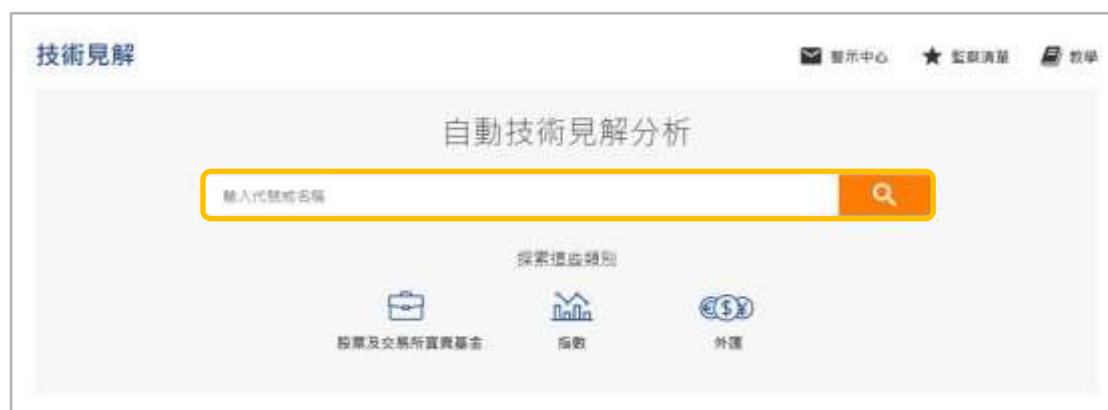 技術見解
警示中心 監察清單 教學
自動技術見解分析
輸入代號或名稱
探索這些類別
股票及交易所買賣基金 指數 外匯